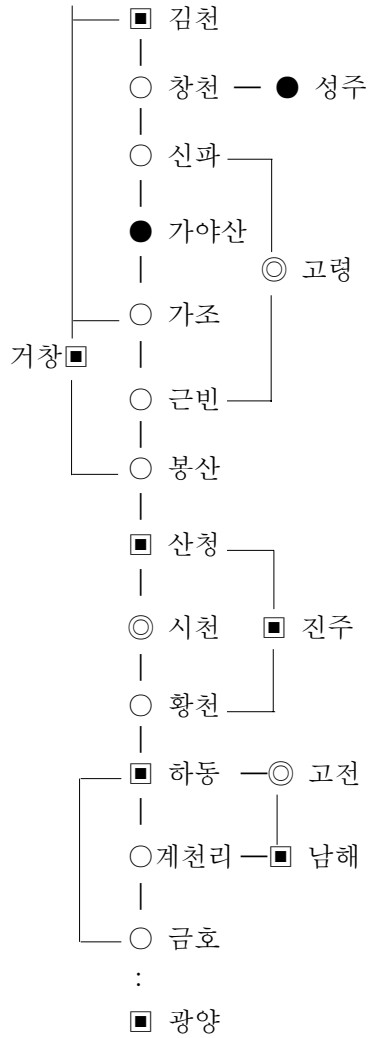 김천
창천 성주
신파
가야산
고령
가조
거창
근빈
봉산
산청
시천 진주
황천
하동 고전
계천리 남해
금호
:
광양